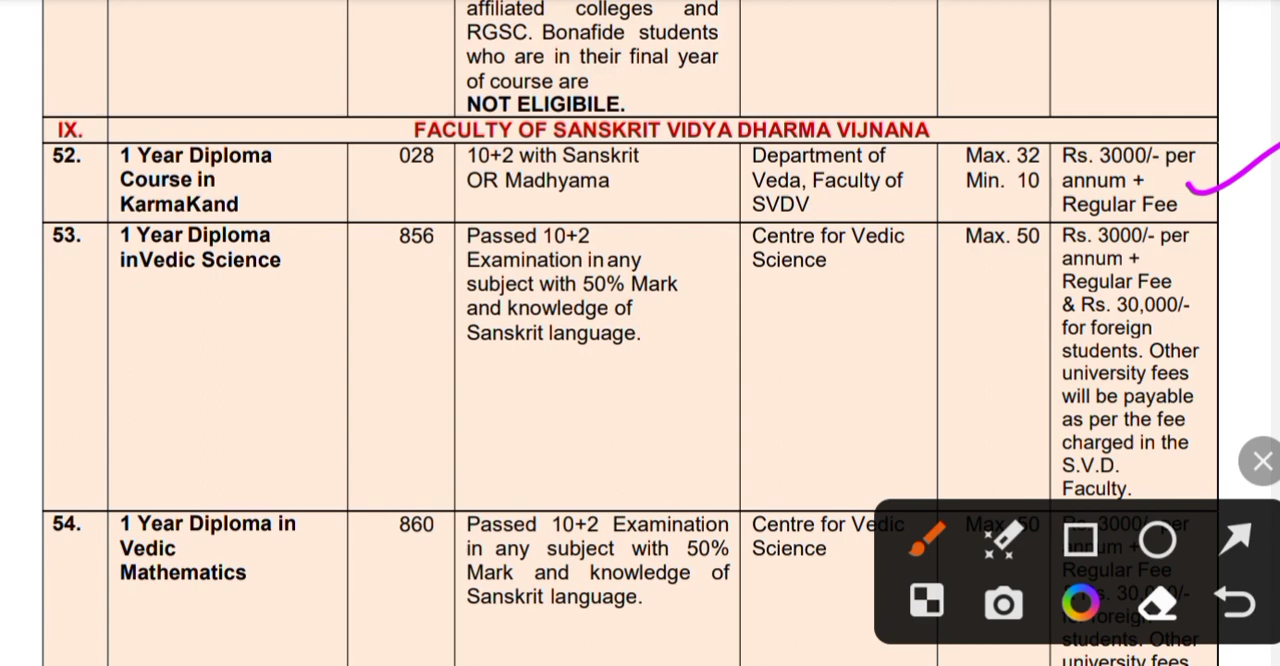 affiliated colleges and
RGSC. Bonafide students
who are in their final year
of course are
NOT ELIGIBILE.
IX.
FACULTY OF SANSKRIT VIDYA DHARMA VIJNANA
52.
1 Year Diploma
Course in
KarmaKand
028
10+2 with Sanskrit
OR Madhyama
Department of
Veda, Faculty of
SVDV
Max. 32
Min. 10
Rs. 3000/- per
annum +
Regular Fee
53.
1 Year Diploma
inVedic Science
856
Passed 10+2
Examination in any
subject with 50% Mark
and knowledge of
Sanskrit language.
Centre for Vedic
Science
Max. 50
Rs. 3000/- per
annum +
Regular Fee
& Rs. 30,000/-
for foreign
students. Other
university fees
will be payable
as per the fee
charged in the
S.V.D.
Faculty.
54.
1 Year Diploma in
Vedic
Mathematics
860
Passed 10+2 Examination
in any subject with 50%
Mark and knowledge of
Sanskrit language.
Centre for Vedic
Science
Max. 50
Rs. 3000/- per
annum +
Regular Fee
foreign
students. Other
university fees